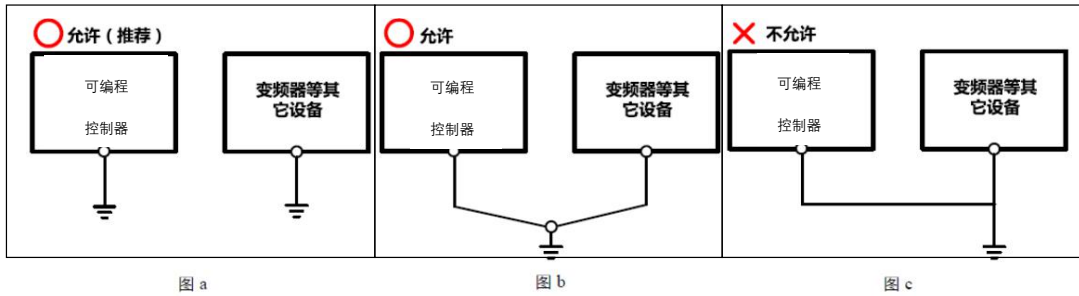 允许（推荐）
可编程
控制器
变频器等其
它设备
允许
可编程
控制器
变频器等其
它设备
不允许
可编程
控制器
变频器等其
它设备
图 a
图 b
图 c